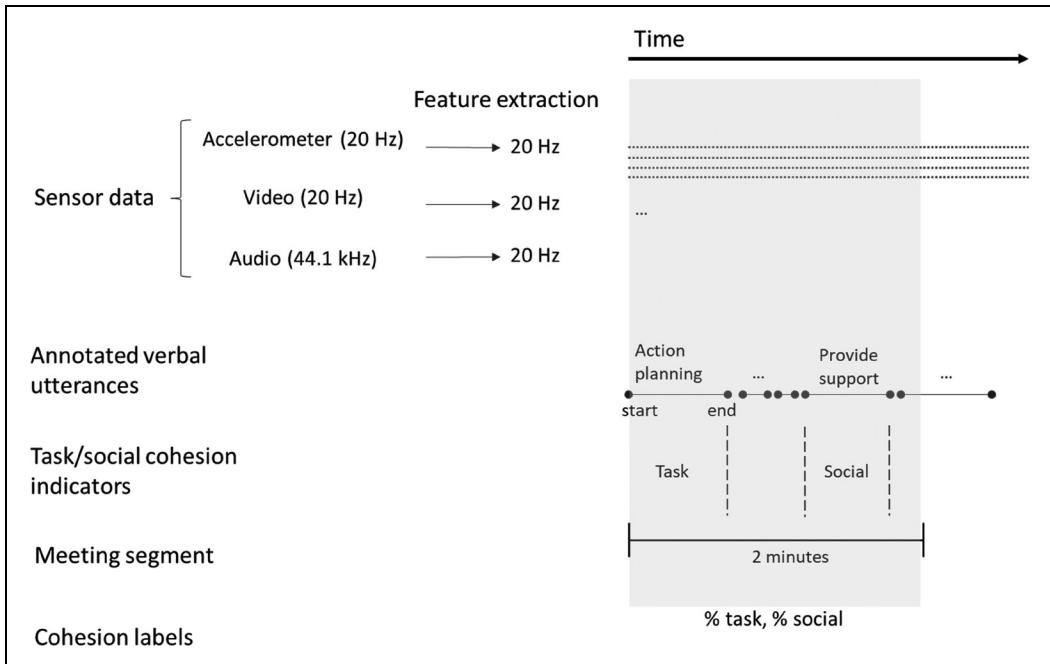 Time
Feature extraction
Accelerometer (20 Hz)
20 Hz
Sensor data
Video (20 Hz)
20 Hz
...
Audio (44.1 kHz)
20 Hz
Annotated verbal
utterances
Action
planning
...
Provide
support
...
start
end
Task/social cohesion
indicators
Task
Social
Meeting segment
2 minutes
% task, % social
Cohesion labels